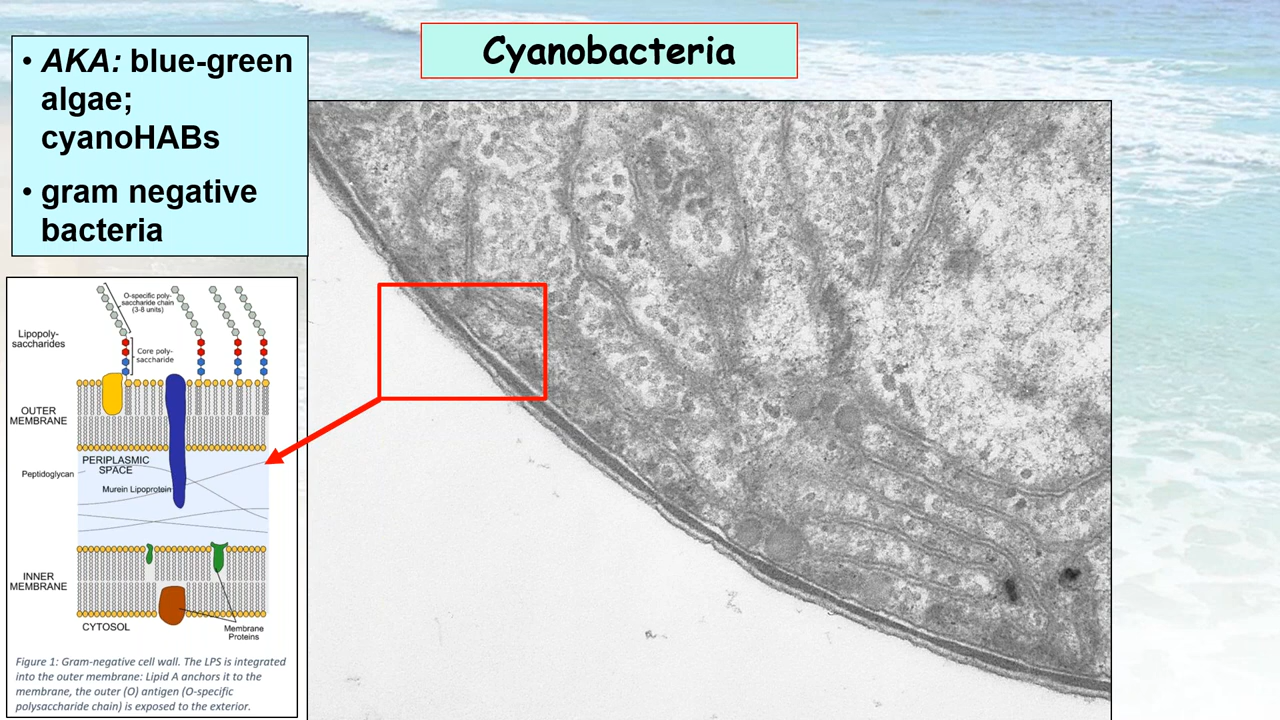 Cyanobacteria
• AKA: blue-green
algae;
cyanoHABs
• gram negative
bacteria
O-specific poly-
saccharide chain
(3-8 units)
Lipopoly-
saccharides
Core poly-
saccharide
OUTER
MEMBRANE
PERIPLASMIC
SPACE
Peptidoglycan
Murein Lipoprotein
INNER
MEMBRANE
CYTOSOL
Membrane
Proteins
Figure 1: Gram-negative cell wall. The LPS is integrated
into the outer membrane: Lipid A anchors it to the
membrane, the outer (O) antigen (O-specific
polysaccharide chain) is exposed to the exterior.